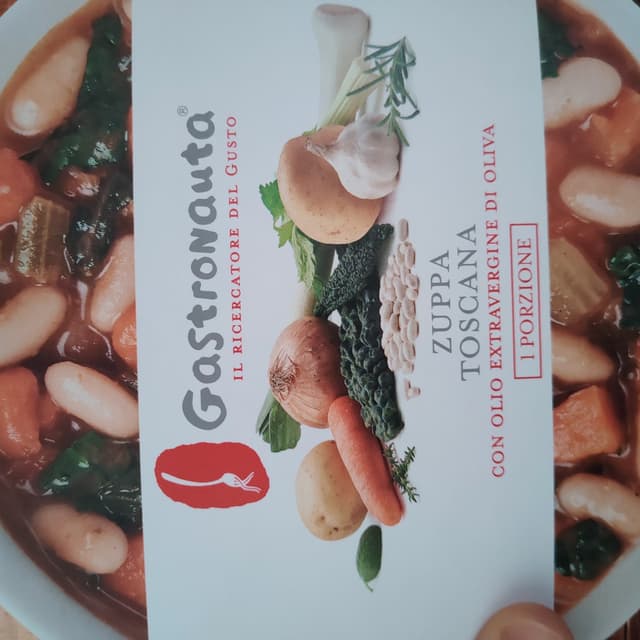 Gastronauta®
IL RICERCATORE DEL GUSTO
ZUPPA
TOSCANA
CON OLIO EXTRAVERGINE DI OLIVA
1 PORZIONE